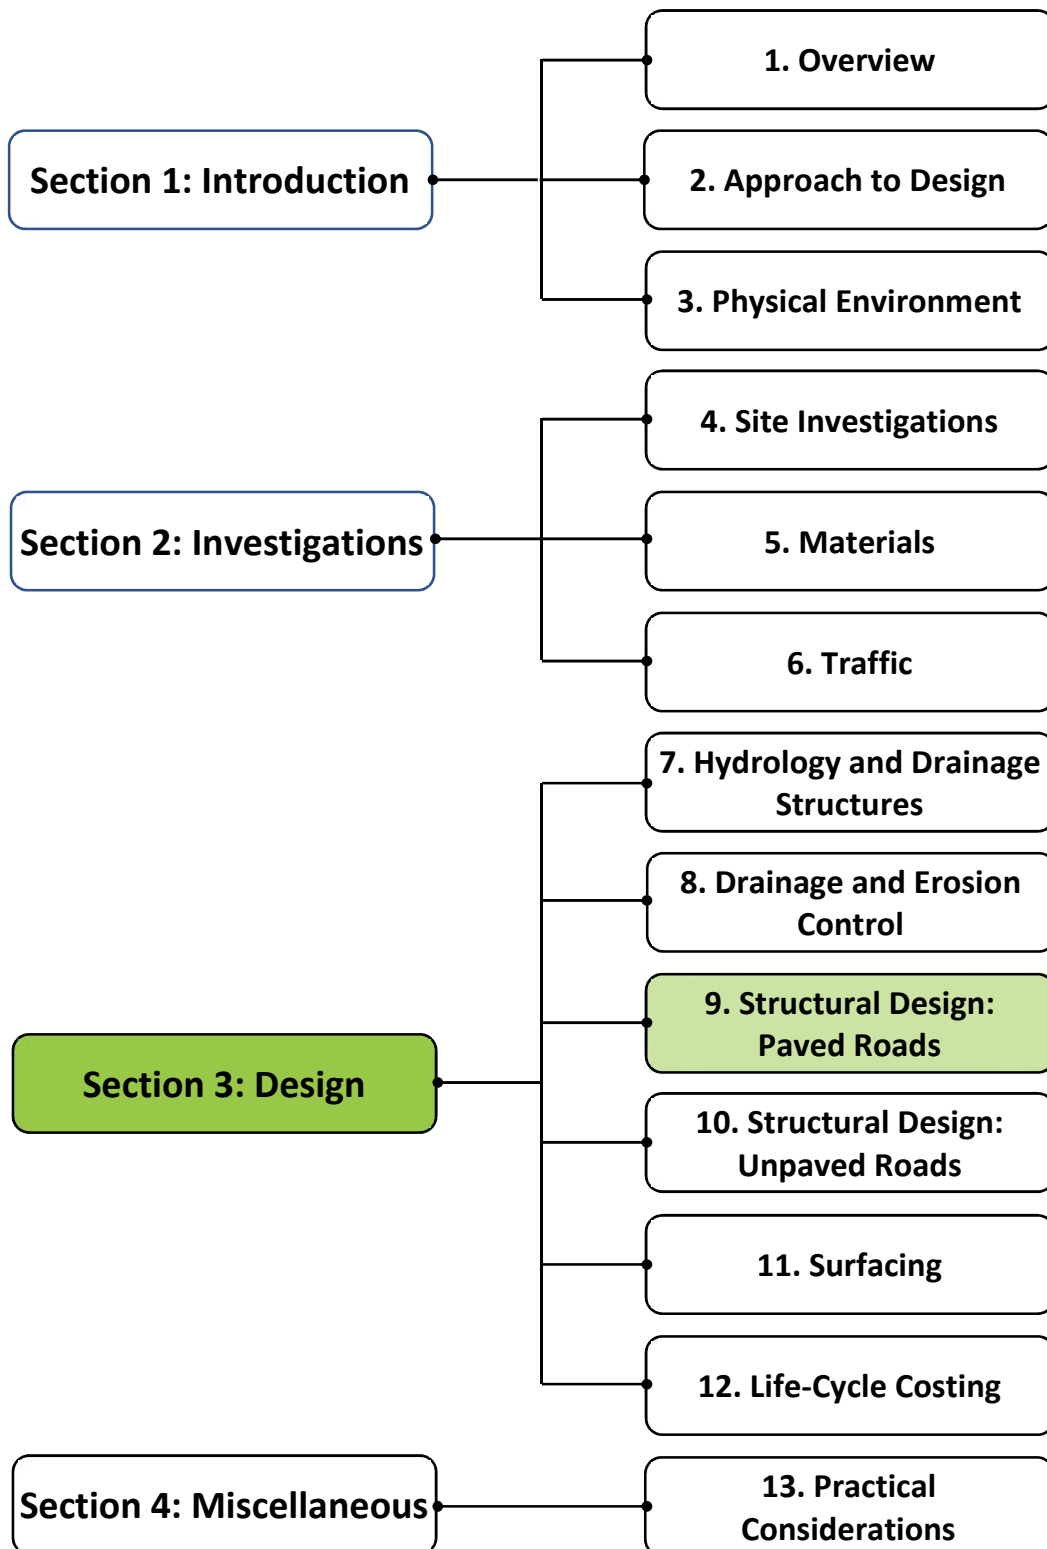 1. Overview
Section 1: Introduction
2. Approach to Design
3. Physical Environment
4. Site Investigations
Section 2: Investigations
5. Materials
6. Traffic
7. Hydrology and Drainage
Structures
8. Drainage and Erosion
Control
9. Structural Design:
Paved Roads
Section 3: Design
10. Structural Design:
Unpaved Roads
11. Surfacing
12. Life-Cycle Costing
Section 4: Miscellaneous
13. Practical
Considerations